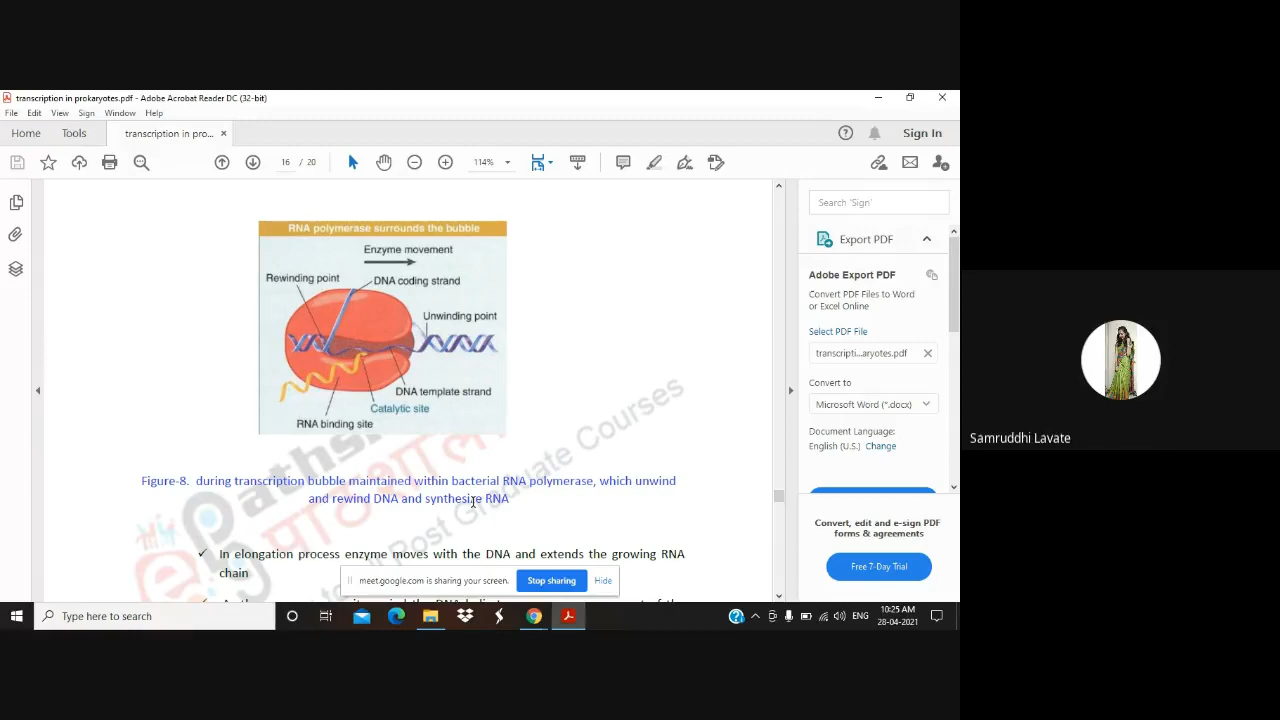 transcription in prokaryotes.pdf - Adobe Acrobat Reader DC (32-bit)
File Edit View Sign Window Help
Home Tools transcription in pro... × Sign In
16 / 20 114%
RNA polymerase surrounds the bubble
Enzyme movement
Rewinding point
DNA coding strand
Unwinding point
DNA template strand
Catalytic site
RNA binding site
Figure-8. during transcription bubble maintained within bacterial RNA polymerase, which unwind
and rewind DNA and synthesize RNA
In elongation process enzyme moves with the DNA and extends the growing RNA
chain
पाठशाला
Post Graduate Courses
meet.google.com is sharing your screen. Stop sharing Hide
Search 'Sign'
Export PDF
Adobe Export PDF
Convert PDF Files to Word
or Excel Online
Select PDF File
transcripti...aryotes.pdf
Convert to
Microsoft Word (*.docx)
Document Language:
English (U.S.) Change
Convert, edit and e-sign PDF
forms & agreements
Free 7-Day Trial
Samruddhi Lavate
Type here to search
ENG
10:25 AM
28-04-2021